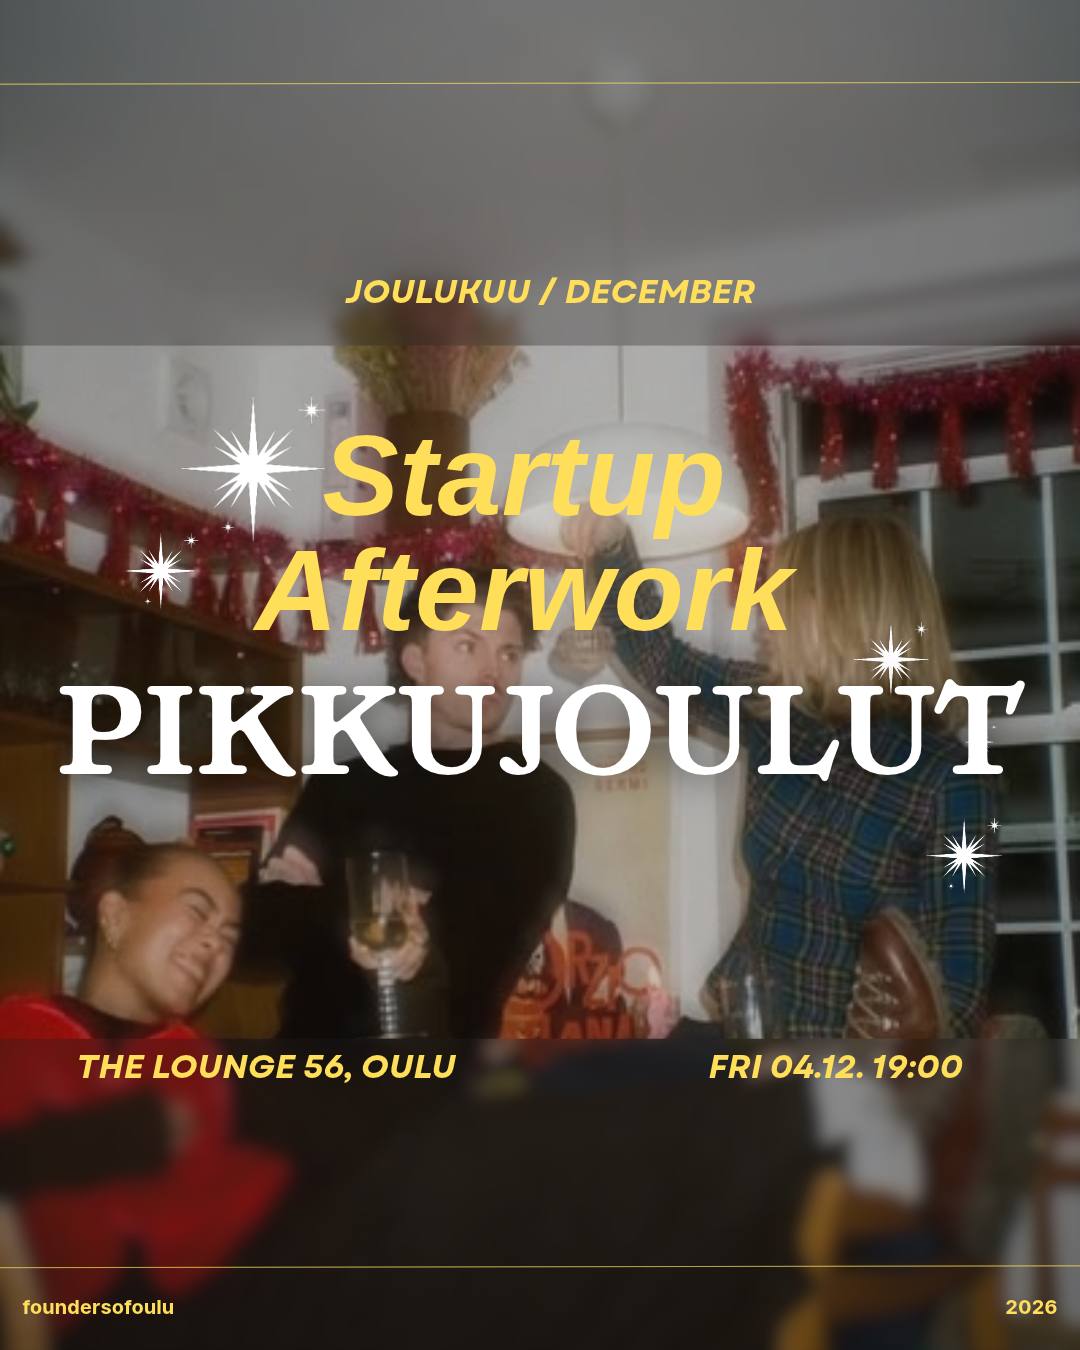 JOULUKUU / DECEMBER
Startup
Afterwork
PIKKUJOULUT
THE LOUNGE 56, OULU
FRI 04.12. 19:00
foundersofoulu
2026